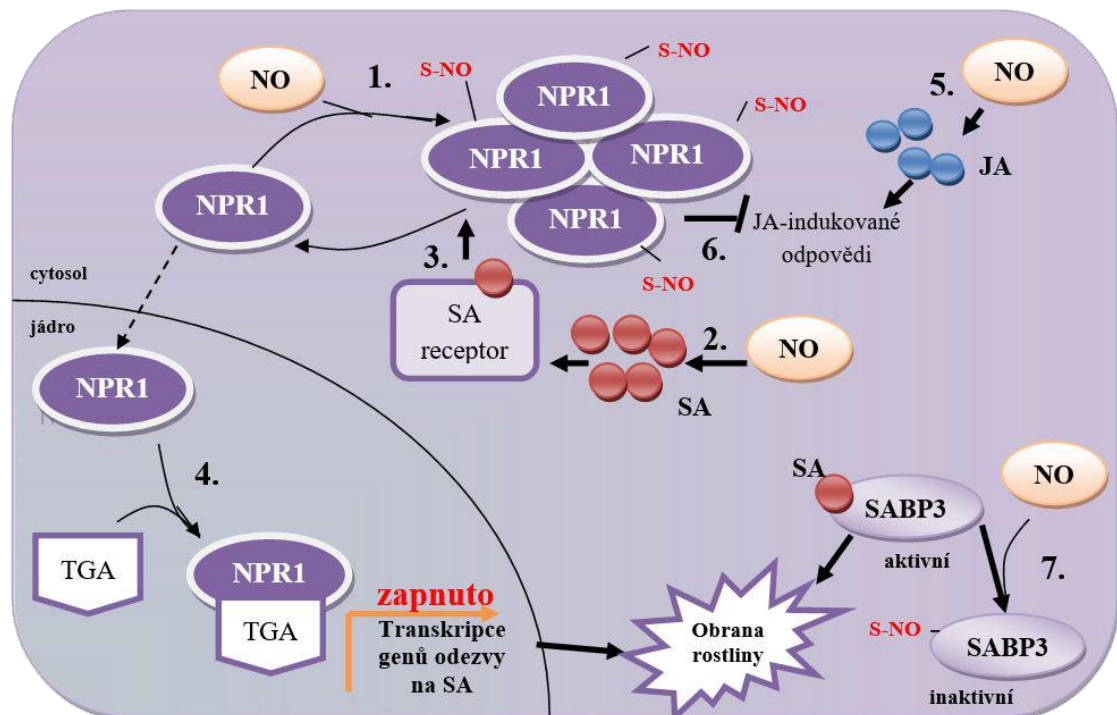 NO
1.
S-NO
S-NO
S-NO
S-NO
NPR1
NPR1
NPR1
NPR1
NPR1
5.
NO
JA
JA-indukované
odpovědi
6.
3.
SA
receptor
2.
NO
SA
cytosol
jádro
NPR1
4.
TGA
NPR1
TGA
zapnuto
Transkripce
genů odezvy
na SA
Obrana
rostliny
SA
SABP3
aktivní
NO
7.
S-NO
SABP3
inaktivní